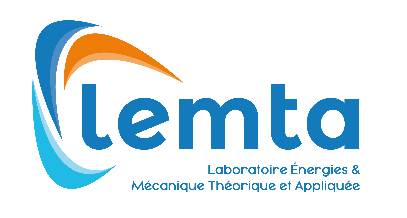 lemta
Laboratoire Énergies &
Mécanique Théorique et Appliquée